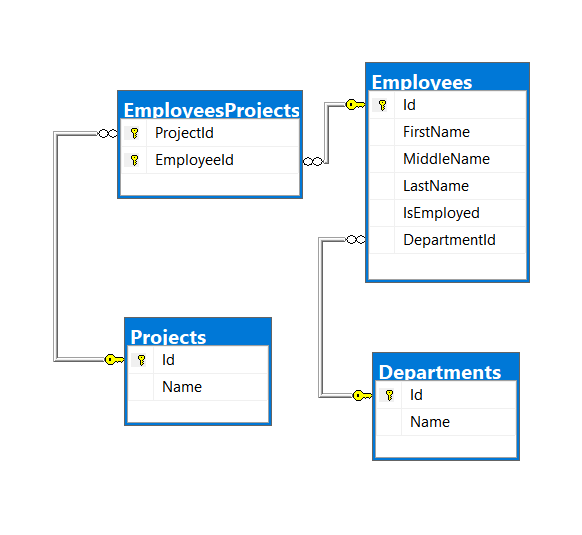 EmployeesProjects
ProjectId
EmployeeId
Employees
Id
FirstName
MiddleName
LastName
IsEmployed
DepartmentId
Projects
Id
Name
Departments
Id
Name